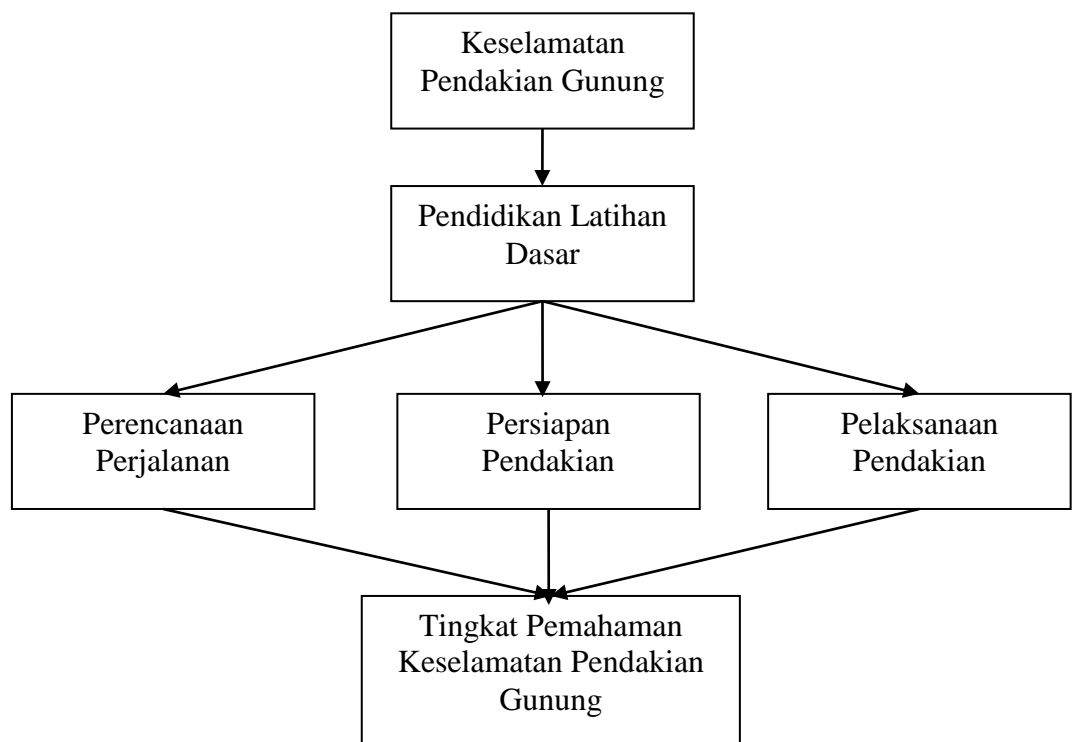 Keselamatan
Pendakian Gunung
Pendidikan Latihan
Dasar
Perencanaan
Perjalanan
Persiapan
Pendakian
Pelaksanaan
Pendakian
Tingkat Pemahaman
Keselamatan Pendakian
Gunung